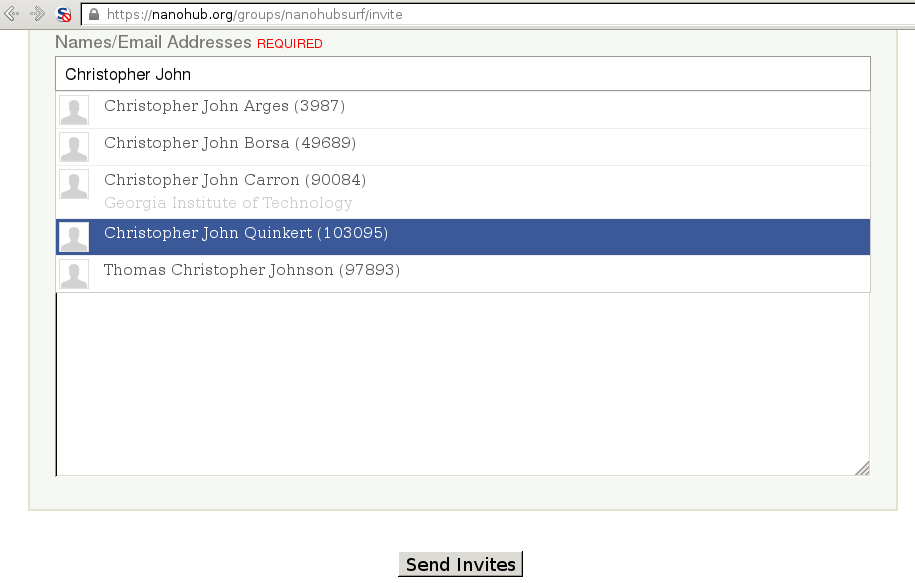 https://nanohub.org/groups/nanohubsurf/invite
Names/Email Addresses REQUIRED
Christopher John
Christopher John Arges (3987)
Christopher John Borsa (49689)
Christopher John Carron (90084)
Georgia Institute of Technology
Christopher John Quinkert (103095)
Thomas Christopher Johnson (97893)
Send Invites